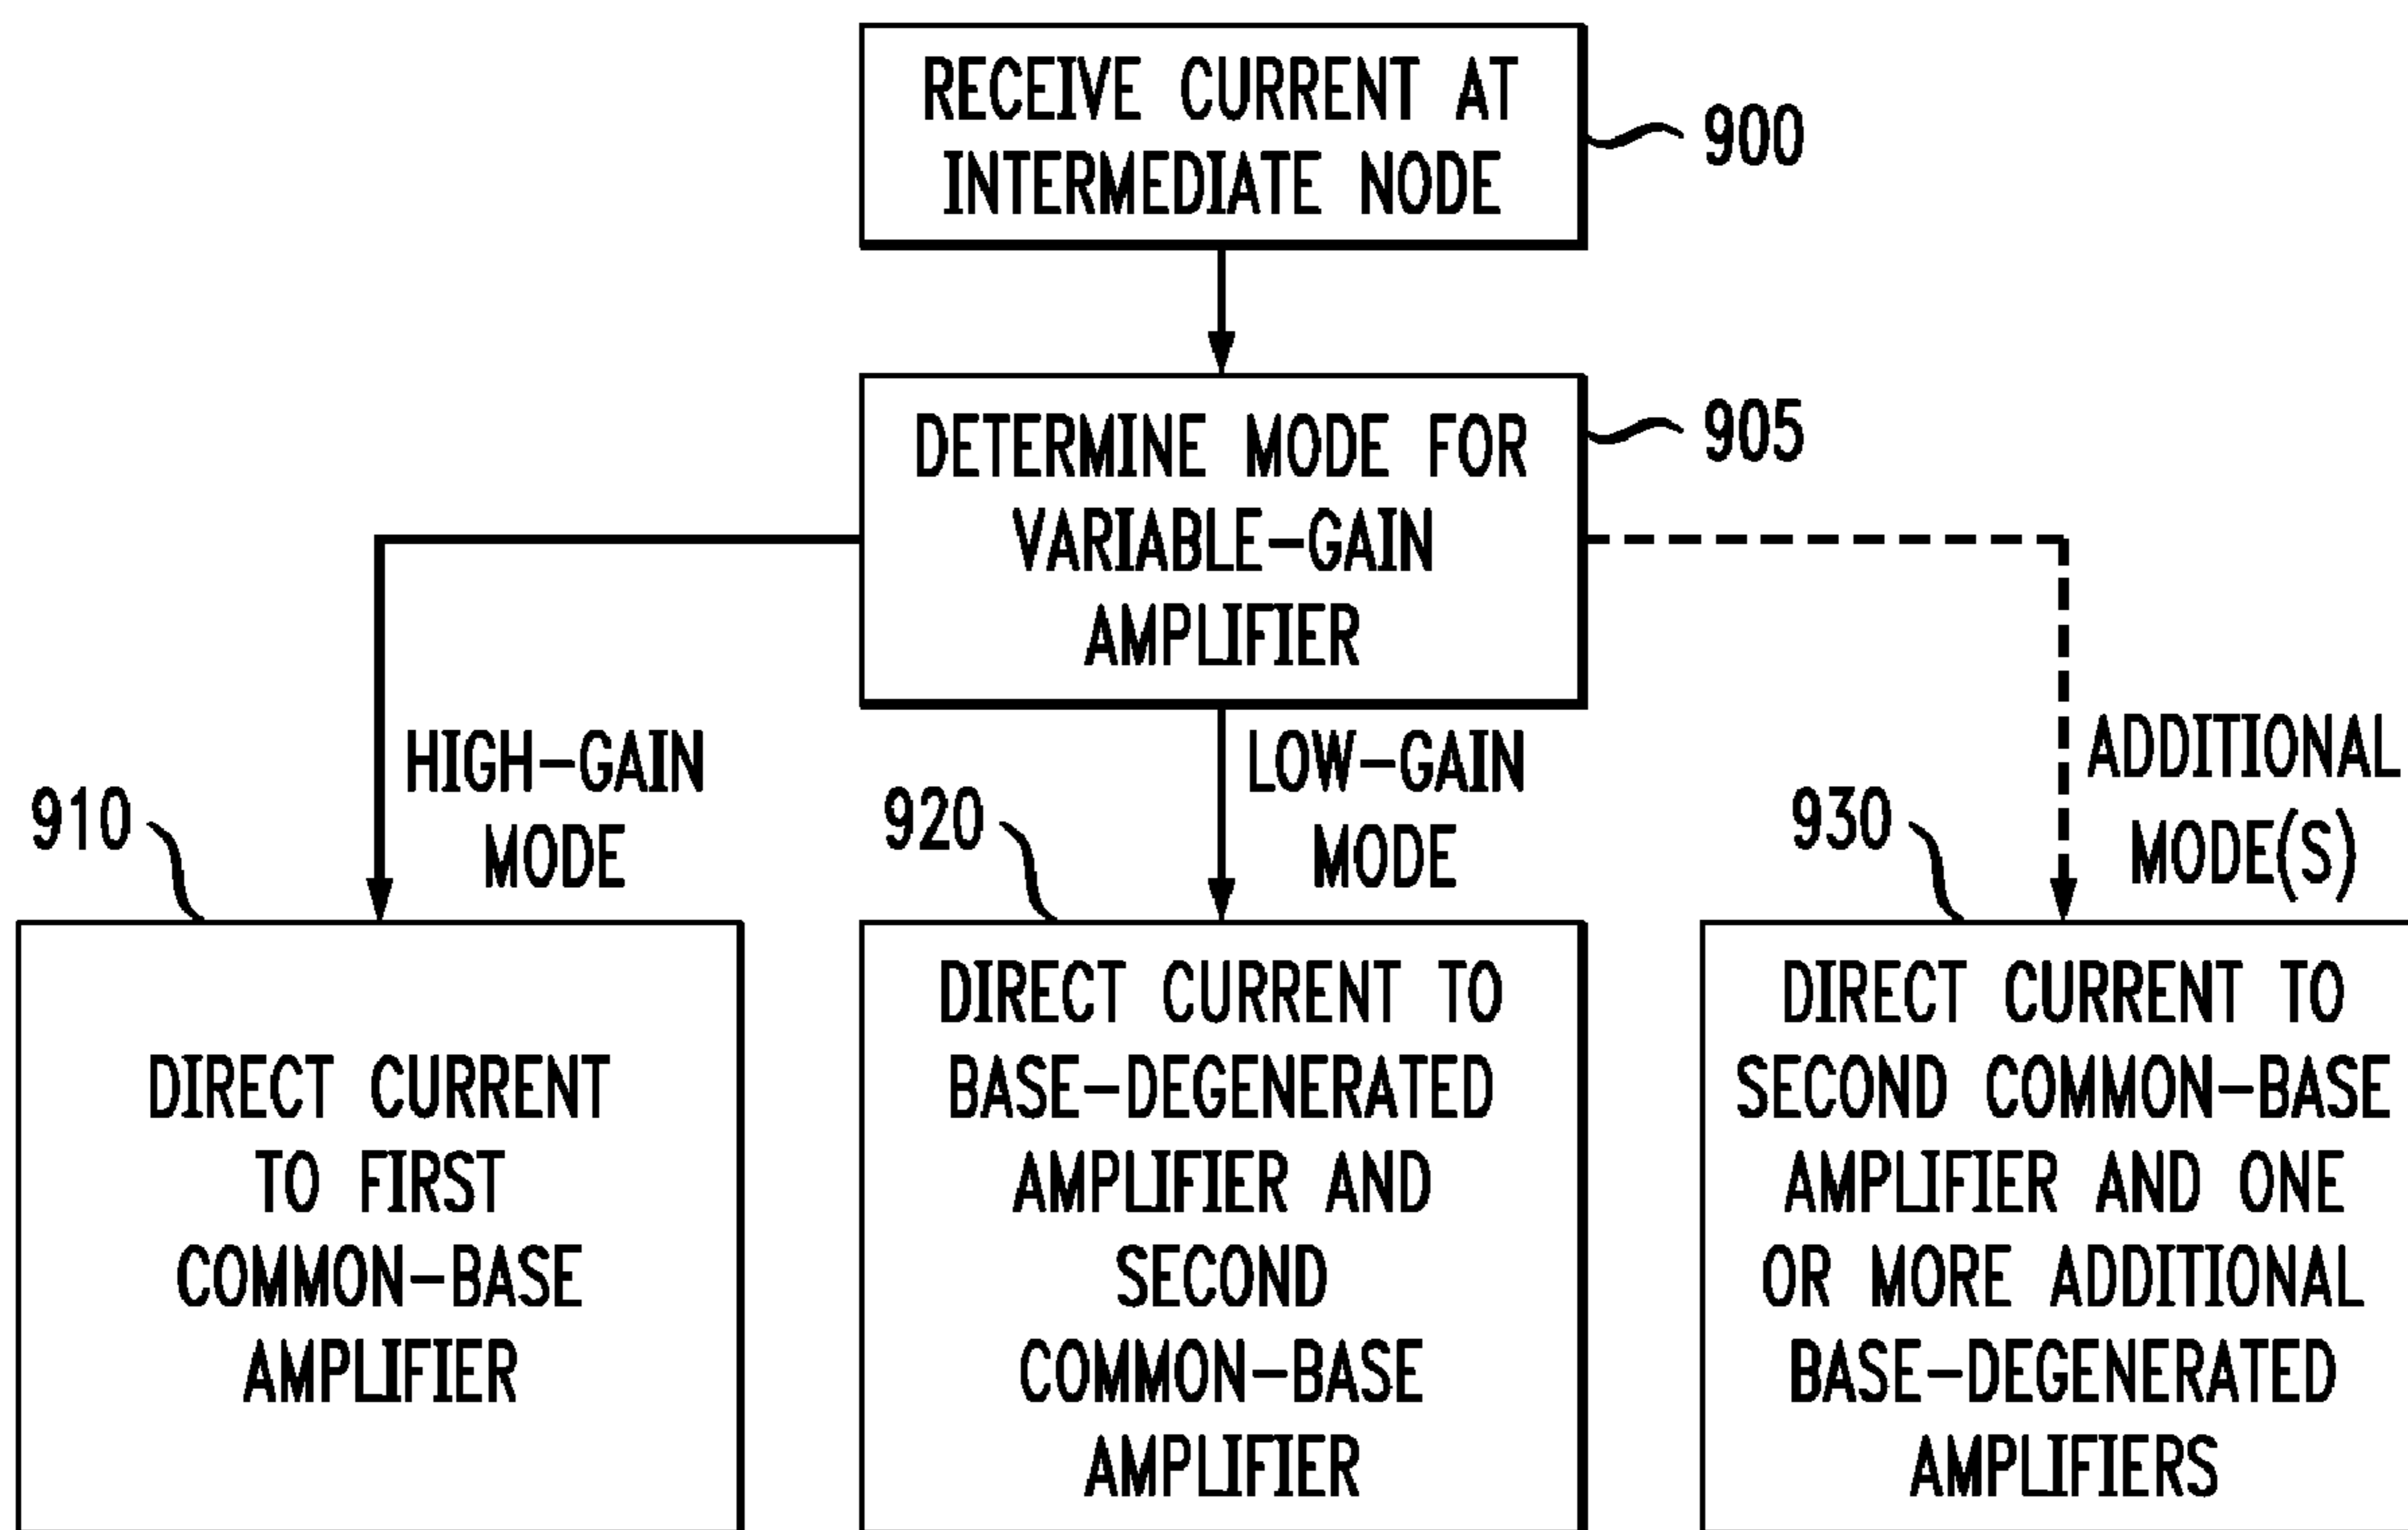 RECEIVE CURRENT AT
INTERMEDIATE NODE
900
DETERMINE MODE FOR
VARIABLE-GAIN
AMPLIFIER
905
HIGH-GAIN
MODE
LOW-GAIN
MODE
ADDITIONAL
MODE(S)
910
DIRECT CURRENT
TO FIRST
COMMON-BASE
AMPLIFIER
920
DIRECT CURRENT TO
BASE-DEGENERATED
AMPLIFIER AND
SECOND
COMMON-BASE
AMPLIFIER
930
DIRECT CURRENT TO
SECOND COMMON-BASE
AMPLIFIER AND ONE
OR MORE ADDITIONAL
BASE-DEGENERATED
AMPLIFIERS